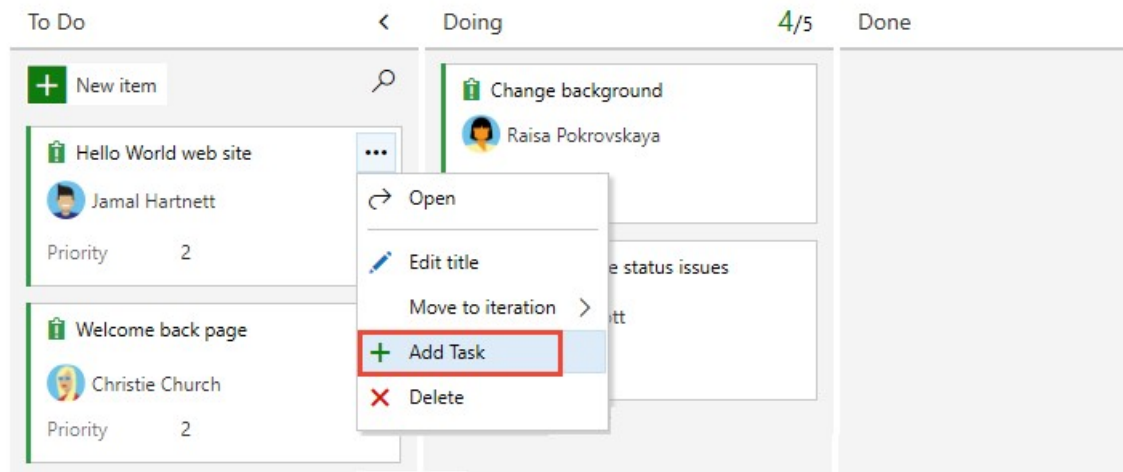 To Do
New item
Hello World web site
Jamal Hartnett
Priority 2
Welcome back page
Christie Church
Priority 2
Open
Edit title
Move to iteration
Add Task
Delete
Doing 4/5
Change background
Raisa Pokrovskaya
status issues
Done